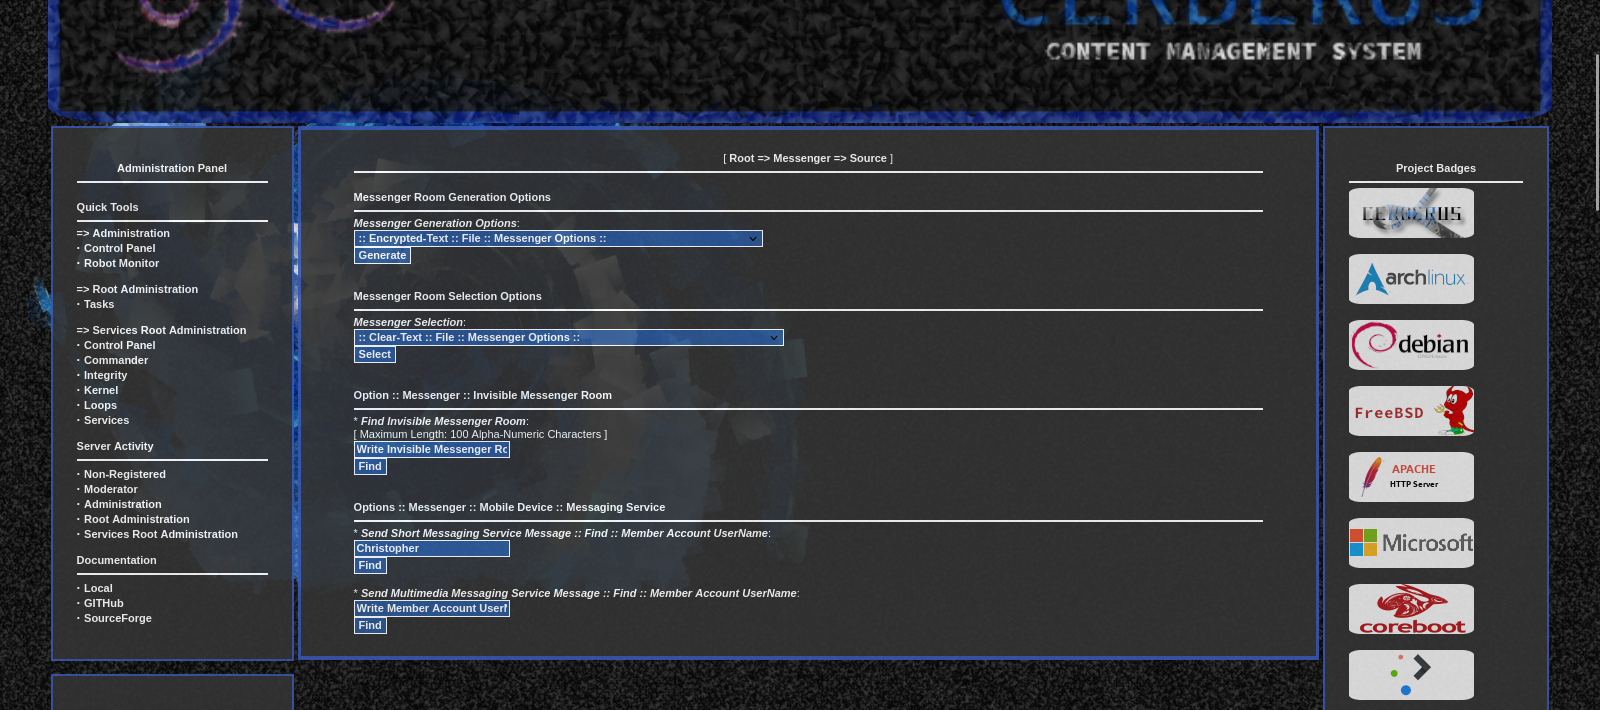 CERBERUS
CONTENT MANAGEMENT SYSTEM
Administration Panel
Quick Tools
=> Administration
· Control Panel
· Robot Monitor
=> Root Administration
· Tasks
=> Services Root Administration
· Control Panel
· Commander
· Integrity
· Kernel
· Loops
· Services
Server Activity
· Non-Registered
· Moderator
· Administration
· Root Administration
· Services Root Administration
Documentation
· Local
· GITHub
· SourceForge
[ Root => Messenger => Source ]
Messenger Room Generation Options
Messenger Generation Options:
:: Encrypted-Text :: File :: Messenger Options ::
Generate
Messenger Room Selection Options
Messenger Selection:
:: Clear-Text :: File :: Messenger Options ::
Select
Option :: Messenger :: Invisible Messenger Room
* Find Invisible Messenger Room:
[ Maximum Length: 100 Alpha-Numeric Characters ]
Write Invisible Messenger Ro
Find
Options :: Messenger :: Mobile Device :: Messaging Service
* Send Short Messaging Service Message :: Find :: Member Account UserName:
Christopher
Find
* Send Multimedia Messaging Service Message :: Find :: Member Account UserName:
Write Member Account UserN
Find
Project Badges
CERBERUS
archlinux
debian
FreeBSD
APACHE
HTTP Server
Microsoft
coreboot